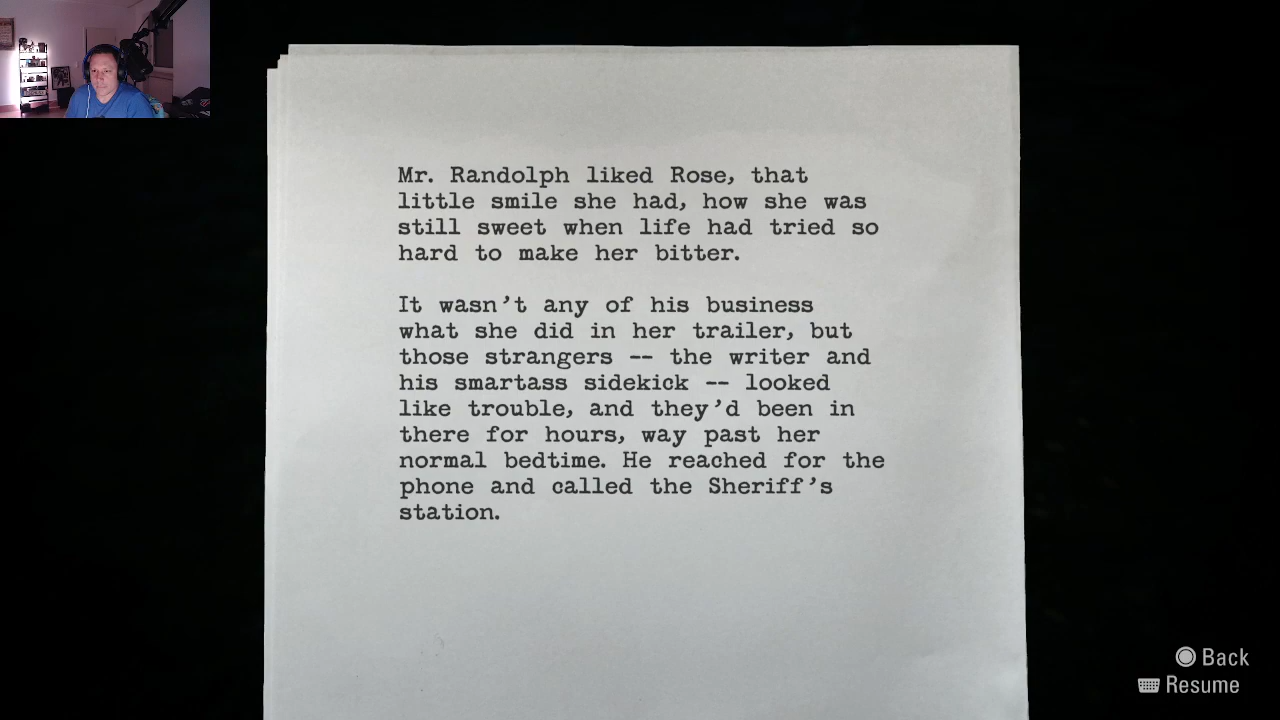 Mr. Randolph liked Rose, that
little smile she had, how she was
still sweet when life had tried so
hard to make her bitter.
It wasn't any of his business
what she did in her trailer, but
those strangers -- the writer and
his smartass sidekick -- looked
like trouble, and they'd been in
there for hours, way past her
normal bedtime. He reached for the
phone and called the Sheriff's
station.
Back
Resume